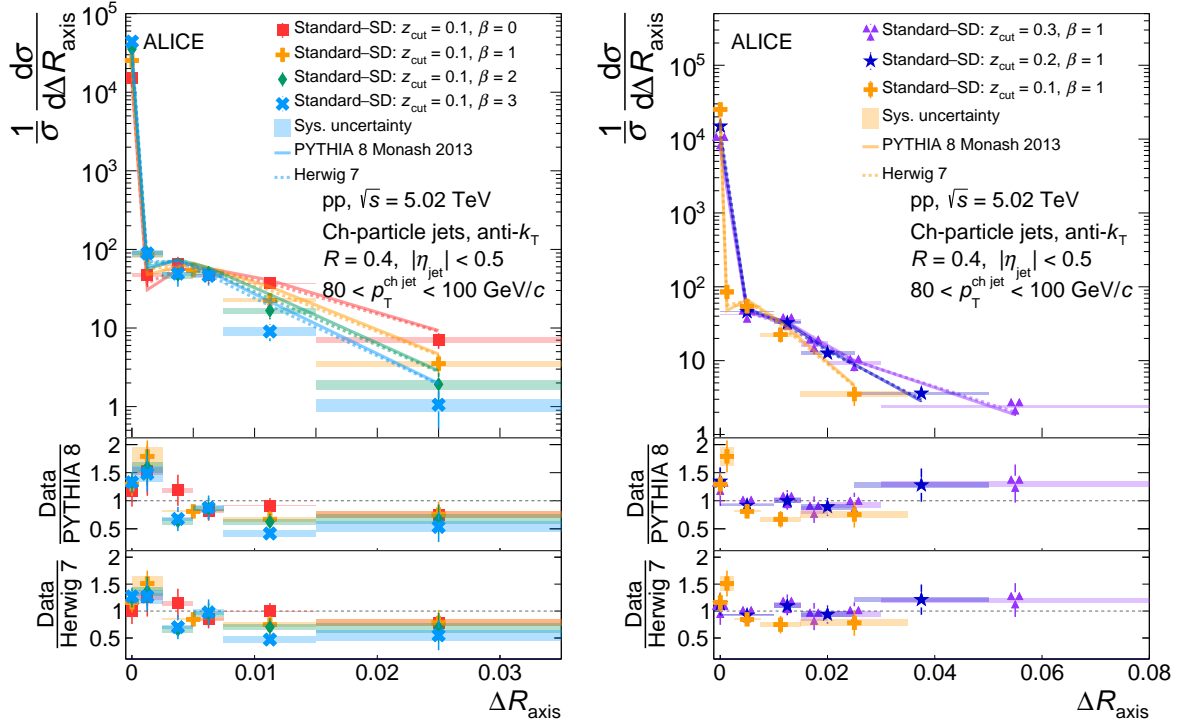 1/σ dσ/dΔR_axis
10^5
10^4
10^3
10^2
10
1
ALICE
Standard–SD: z_cut = 0.1, β = 0
Standard–SD: z_cut = 0.1, β = 1
Standard–SD: z_cut = 0.1, β = 2
Standard–SD: z_cut = 0.1, β = 3
Sys. uncertainty
PYTHIA 8 Monash 2013
Herwig 7
pp, √s = 5.02 TeV
Ch-particle jets, anti-k_T
R = 0.4, |η_jet| < 0.5
80 < p_T^ch jet < 100 GeV/c
Data/PYTHIA 8
2
1.5
1
0.5
Data/Herwig 7
2
1.5
1
0.5
0 0.01 0.02 0.03
ΔR_axis
1/σ dσ/dΔR_axis
10^5
10^4
10^3
10^2
10
1
ALICE
Standard–SD: z_cut = 0.3, β = 1
Standard–SD: z_cut = 0.2, β = 1
Standard–SD: z_cut = 0.1, β = 1
Sys. uncertainty
PYTHIA 8 Monash 2013
Herwig 7
pp, √s = 5.02 TeV
Ch-particle jets, anti-k_T
R = 0.4, |η_jet| < 0.5
80 < p_T^ch jet < 100 GeV/c
Data/PYTHIA 8
2
1.5
1
0.5
Data/Herwig 7
2
1.5
1
0.5
0 0.02 0.04 0.06 0.08
ΔR_axis